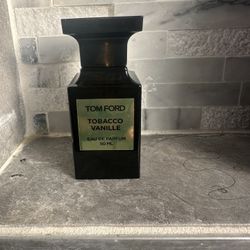 TOM FORD
TOBACCO
VANILLE
EAU DE PARFUM
50 ML